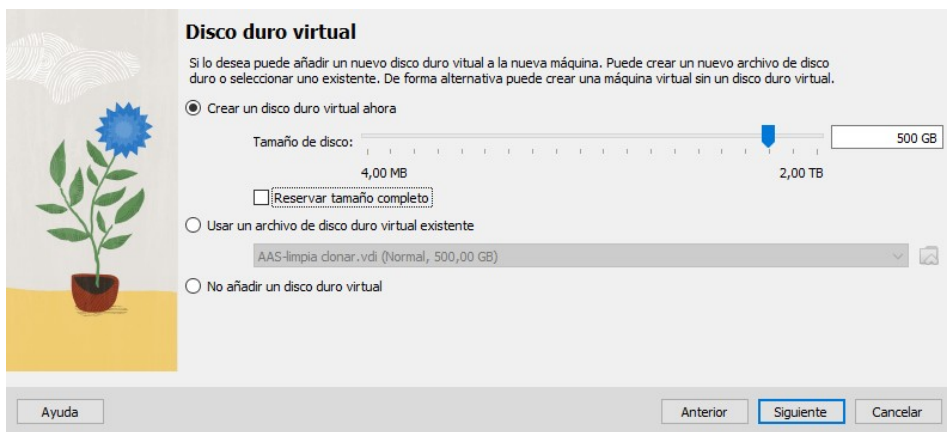 Disco duro virtual
Si lo desea puede añadir un nuevo disco duro vitual a la nueva máquina. Puede crear un nuevo archivo de disco
duro o seleccionar uno existente. De forma alternativa puede crear una máquina virtual sin un disco duro virtual.
Crear un disco duro virtual ahora
Tamaño de disco: 500 GB
4,00 MB 2,00 TB
Reservar tamaño completo
Usar un archivo de disco duro virtual existente
AAS-limpia clonar.vdi (Normal, 500,00 GB)
No añadir un disco duro virtual
Ayuda Anterior Siguiente Cancelar